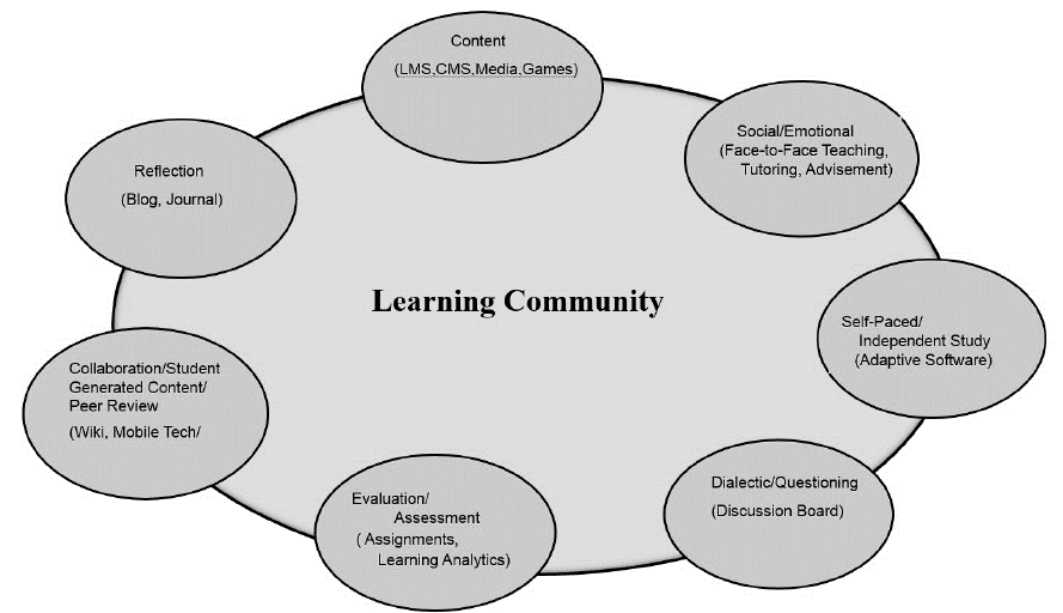 Content
(LMS,CMS,Media,Games)
Social/Emotional
(Face-to-Face Teaching,
Tutoring, Advisement)
Reflection
(Blog, Journal)
Learning Community
Self-Paced/
Independent Study
(Adaptive Software)
Collaboration/Student
Generated Content/
Peer Review
(Wiki, Mobile Tech/
Evaluation/
Assessment
( Assignments,
Learning Analytics)
Dialectic/Questioning
(Discussion Board)